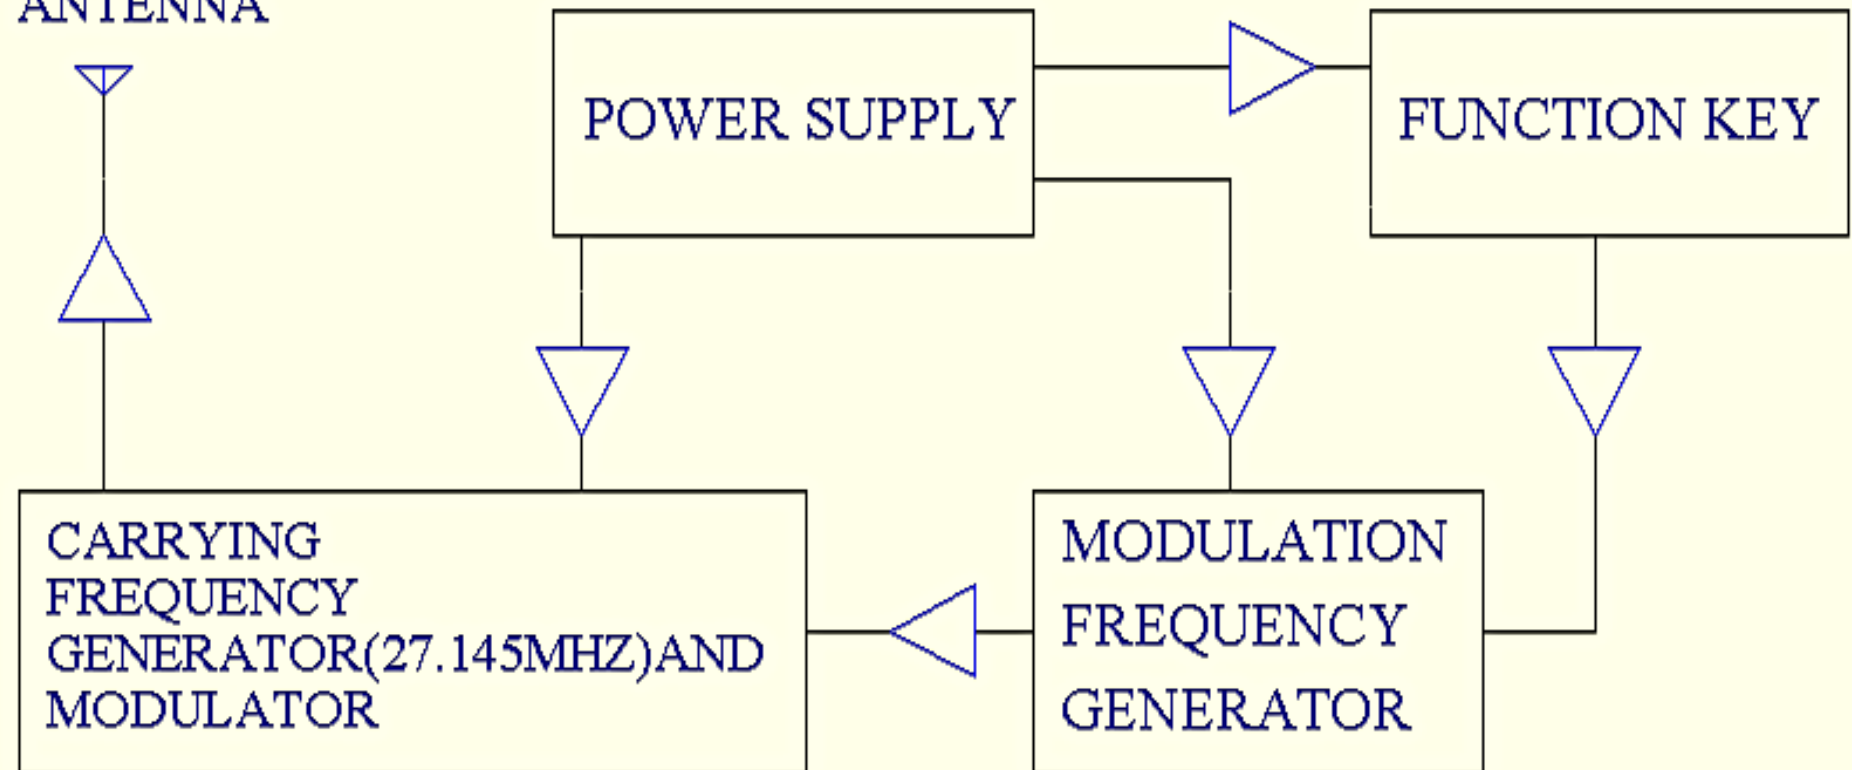 ANTENNA
POWER SUPPLY
FUNCTION KEY
CARRYING
FREQUENCY
GENERATOR(27.145MHZ)AND
MODULATOR
MODULATION
FREQUENCY
GENERATOR